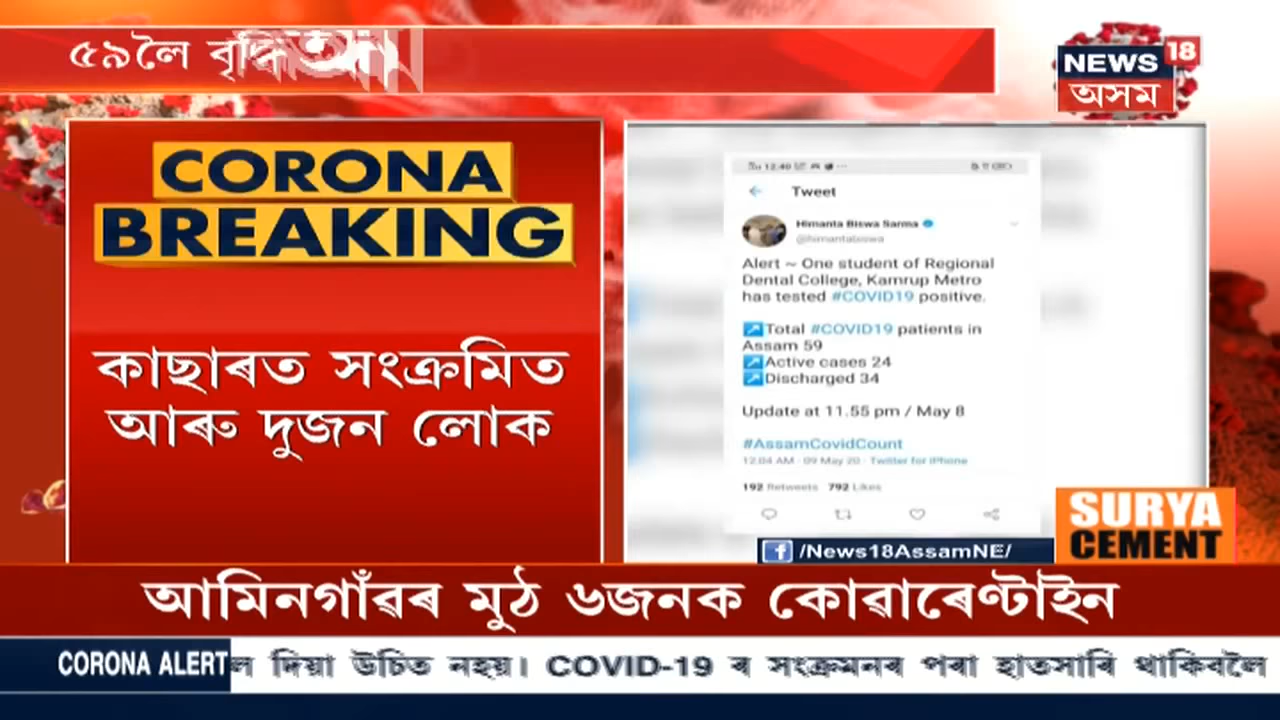 ৫৯লৈ বৃদ্ধি
NEWS 18
অসম
CORONA
BREAKING
কাছাৰত সংক্ৰমিত
আৰু দুজন লোক
12:40
Tweet
Himanta Biswa Sarma
@himantabiswa
Alert ~ One student of Regional
Dental College, Kamrup Metro
has tested #COVID19 positive.
Total #COVID19 patients in
Assam 59
Active cases 24
Discharged 34
Update at 11.55 pm / May 8
#AssamCovidCount
12:04 AM · 09 May 20 · Twitter for iPhone
192 Retweets 792 Likes
/News18AssamNE/
SURYA
CEMENT
আমিনগাঁৱৰ মুঠ ৬জনক কোৱাৰেণ্টাইন
CORONA ALERT দিয়া উচিত নহয়। COVID-19 ৰ সংক্ৰমনৰ পৰা হাতসাৰি থাকিবলৈ